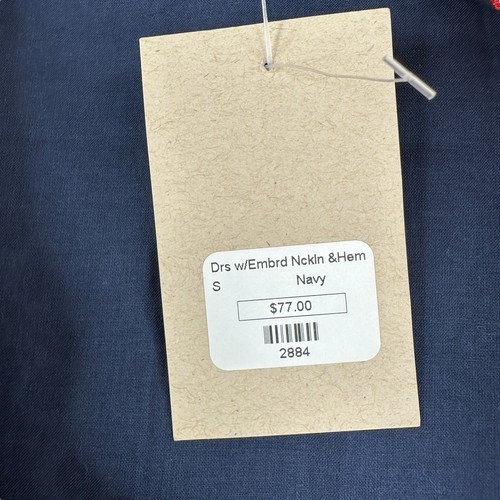 Drs w/Embrd Nckln &Hem
S Navy
$77.00
2884